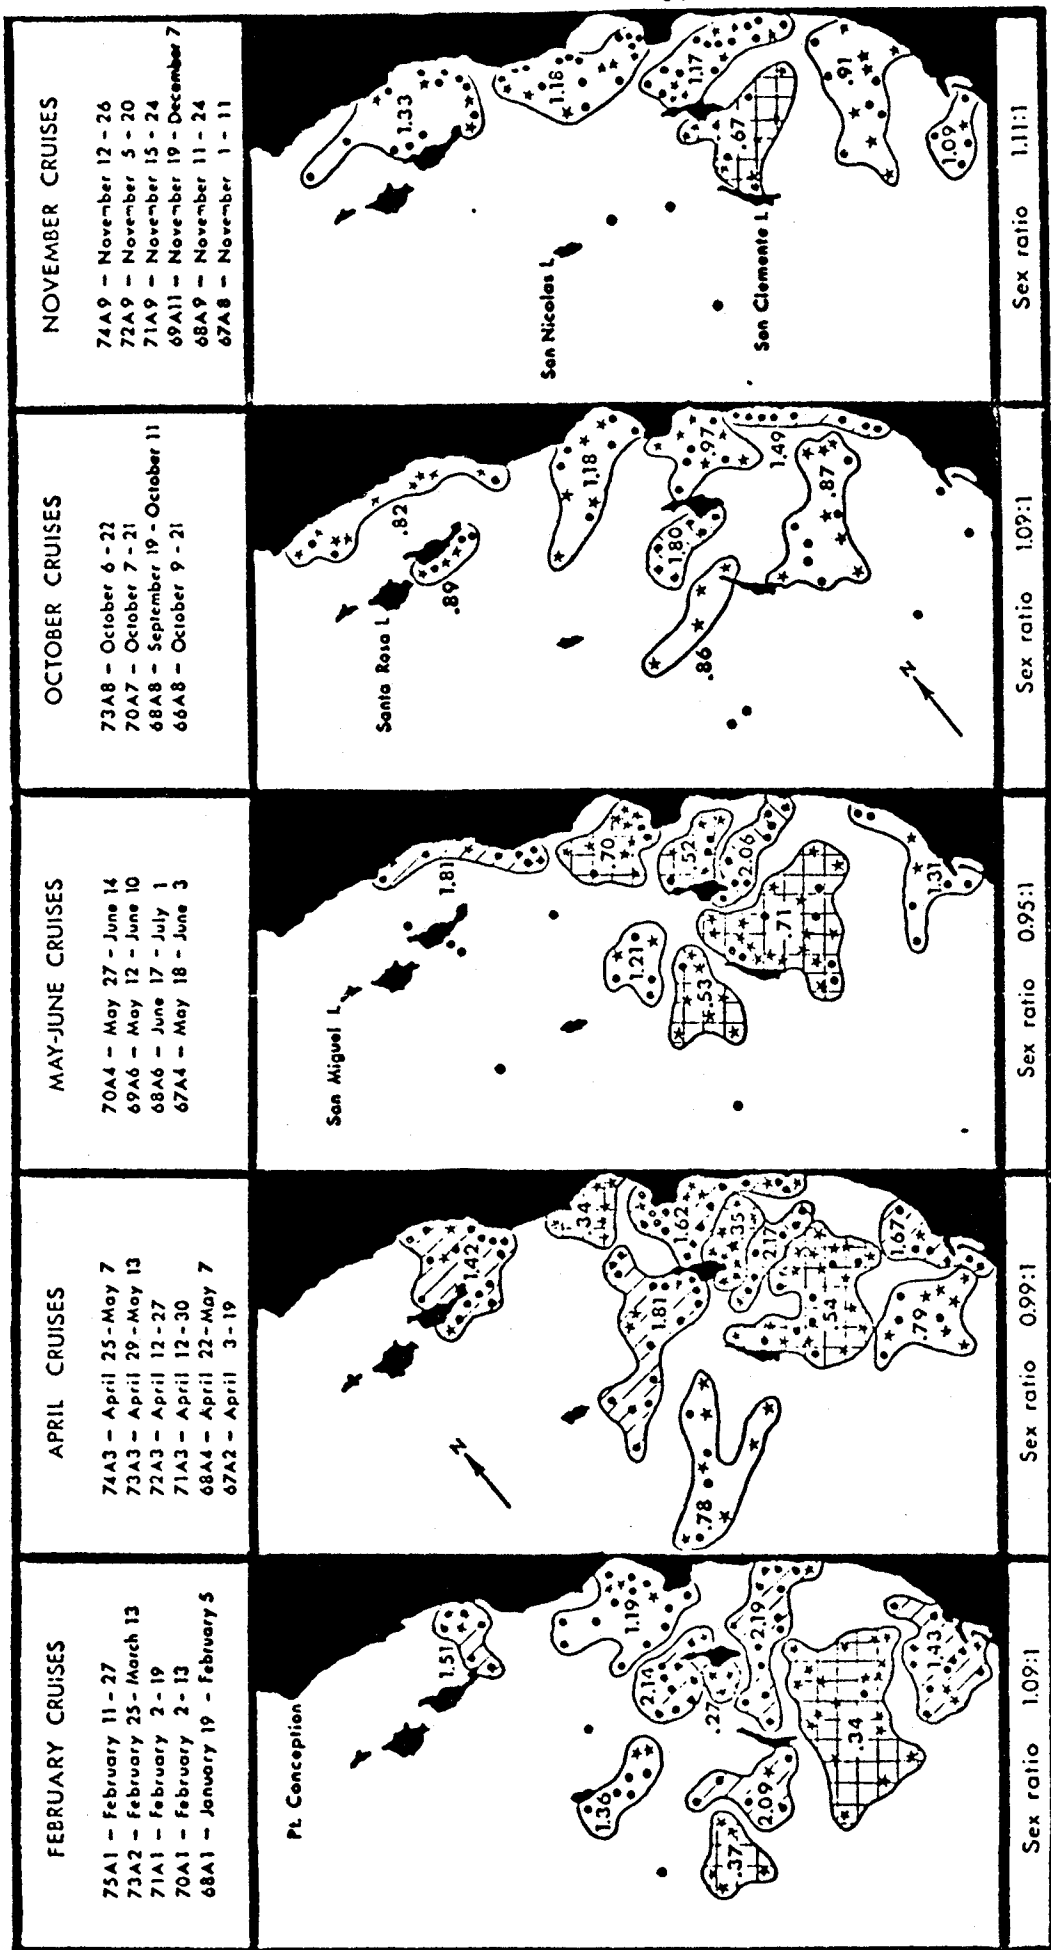 FEBRUARY CRUISES
75A1 – February 11 - 27
73A2 – February 25 - March 13
71A1 – February 2 - 19
70A1 – February 2 - 13
68A1 – January 19 - February 5
Pt. Conception
1.51
1.19
2.14
.27
2.19
1.36
.37
2.09
.34
1.43
Sex ratio 1.09:1
APRIL CRUISES
74A3 – April 25-May 7
73A3 – April 29-May 13
72A3 – April 12-27
71A3 – April 12-30
68A4 – April 22-May 7
67A2 – April 3-19
N
1.42
.34
1.62
1.81
.35
2.17
.78
.54
1.67
.79
Sex ratio 0.99:1
MAY-JUNE CRUISES
70A4 – May 27 - June 14
69A6 – May 12 - June 10
68A6 – June 17 - July 1
67A4 – May 18 - June 3
San Miguel I.
1.81
.70
1.52
2.06
1.21
.53
.71
1.31
Sex ratio 0.95:1
OCTOBER CRUISES
73A8 – October 6 - 22
70A7 – October 7 - 21
68A8 – September 19 - October 11
66A8 – October 9 - 21
Santa Rosa I.
.82
.89
1.18
.97
1.80
.86
1.49
.87
N
Sex ratio 1.09:1
NOVEMBER CRUISES
74A9 – November 12 - 26
72A9 – November 5 - 20
71A9 – November 15 - 24
69A11 – November 19 - December 7
68A9 – November 11 - 24
67A8 – November 1 - 11
1.33
1.18
1.17
.67
San Nicolas I.
San Clemente I.
.91
1.09
Sex ratio 1.11:1